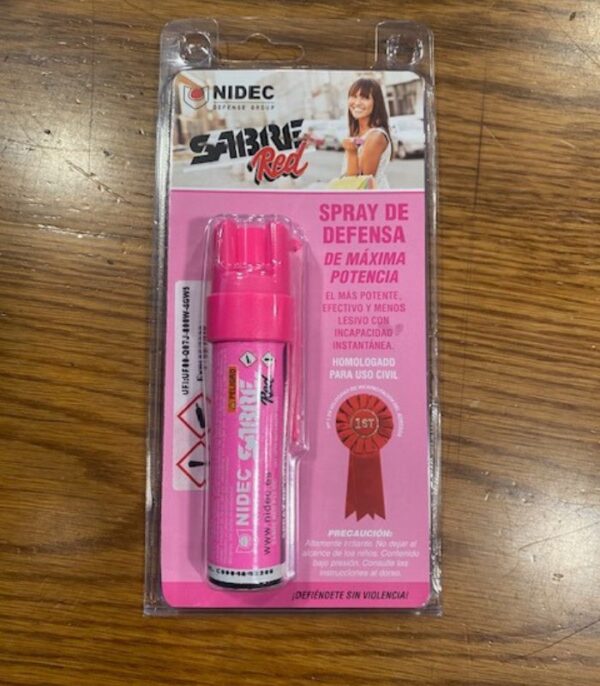 NIDEC
DEFENSE GROUP
SABRE
Red
SPRAY DE
DEFENSA
DE MÁXIMA
POTENCIA
EL MÁS POTENTE,
EFECTIVO Y MENOS
LESIVO CON
INCAPACIDAD
INSTANTÁNEA.
HOMOLOGADO
PARA USO CIVIL
1ST
PELIGRO
NIDEC SABRE Red
www.nidec.es
PRECAUCIÓN:
Altamente irritante. No dejar al
alcance de los niños. Contenido
bajo presión. Consulte las
instrucciones al dorso.
¡DEFIÉNDETE SIN VIOLENCIA!